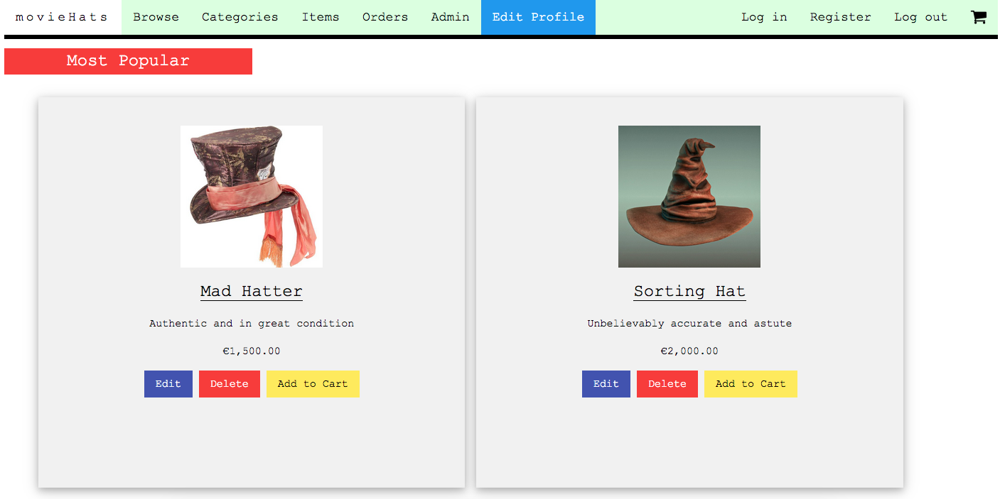 movieHats Browse Categories Items Orders Admin Edit Profile Log in Register Log out
Most Popular
Mad Hatter
Authentic and in great condition
€1,500.00
Edit Delete Add to Cart
Sorting Hat
Unbelievably accurate and astute
€2,000.00
Edit Delete Add to Cart